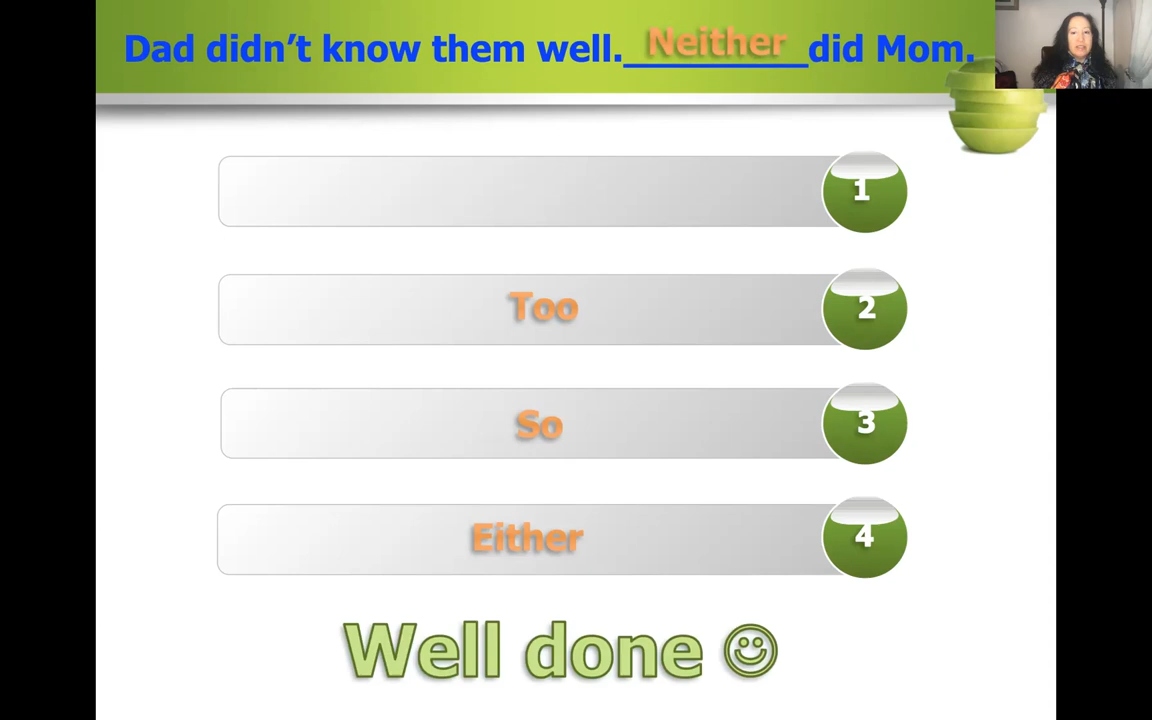 Dad didn't know them well. Neither did Mom.
1
Too 2
So 3
Either 4
Well done ☺